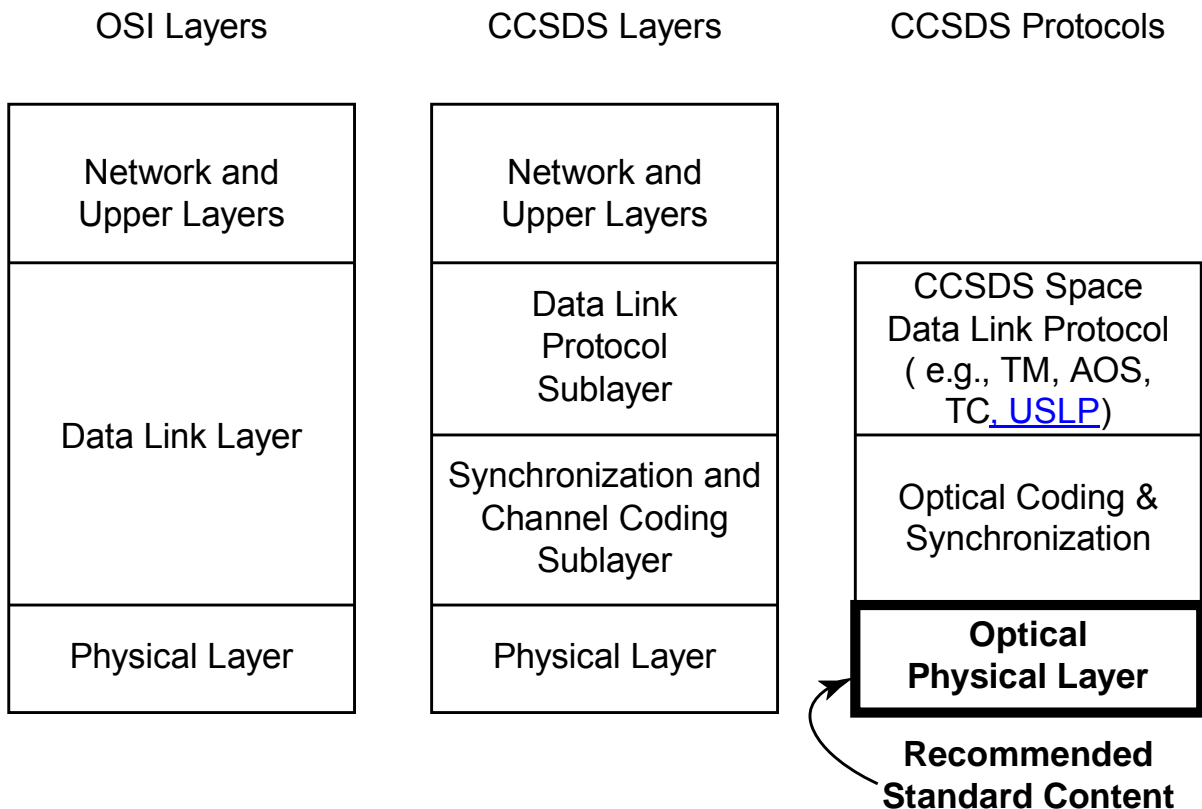 OSI Layers
CCSDS Layers
CCSDS Protocols
Network and
Upper Layers
Data Link Layer
Physical Layer
Network and
Upper Layers
Data Link
Protocol
Sublayer
Synchronization and
Channel Coding
Sublayer
Physical Layer
CCSDS Space
Data Link Protocol
( e.g., TM, AOS,
TC, USLP)
Optical Coding &
Synchronization
Optical
Physical Layer
Recommended
Standard Content